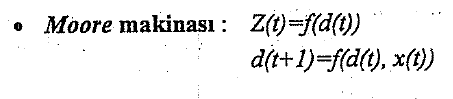 • Moore makinası : Z(t)=f(d(t))
d(t+1)=f(d(t), x(t))